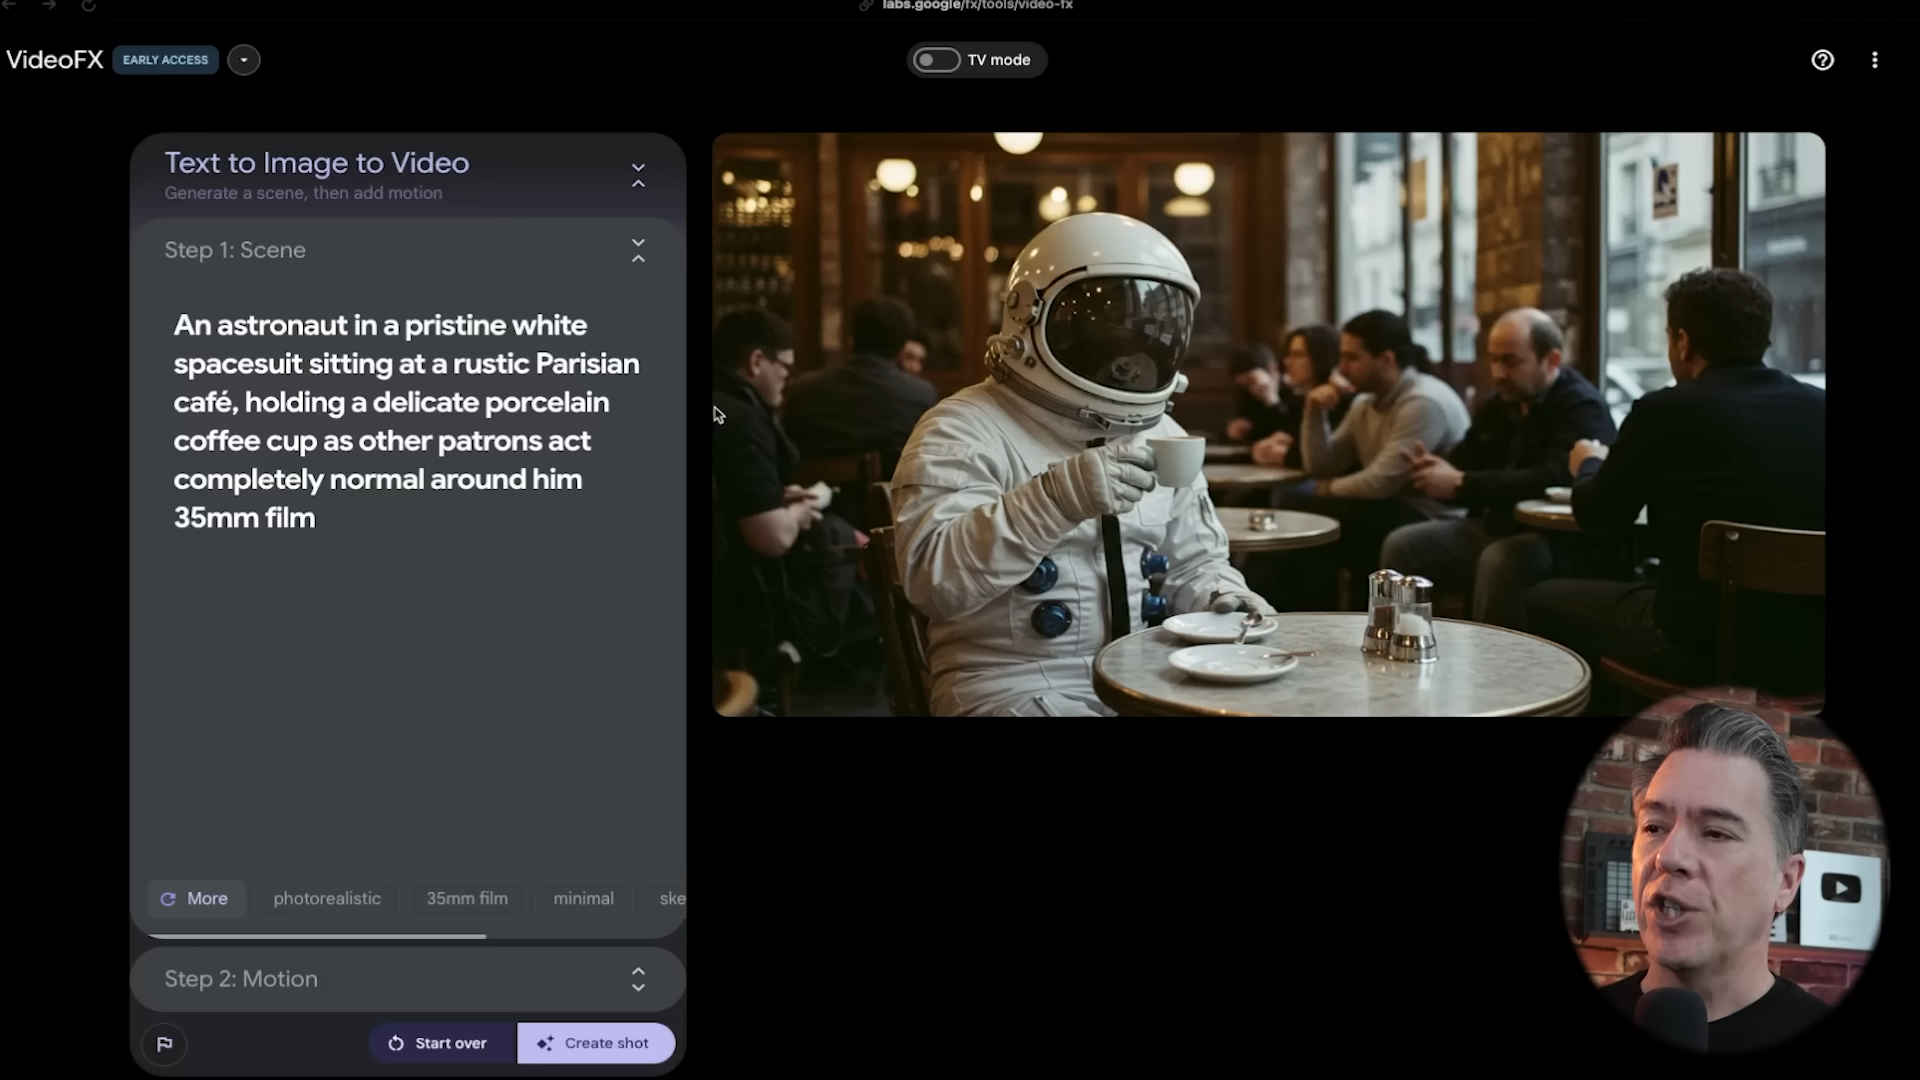 labs.google/fx/tools/video-fx
VideoFX
EARLY ACCESS
TV mode
Text to Image to Video
Generate a scene, then add motion
Step 1: Scene
An astronaut in a pristine white
spacesuit sitting at a rustic Parisian
café, holding a delicate porcelain
coffee cup as other patrons act
completely normal around him
35mm film
More
photorealistic
35mm film
minimal
ske
Step 2: Motion
Start over
Create shot